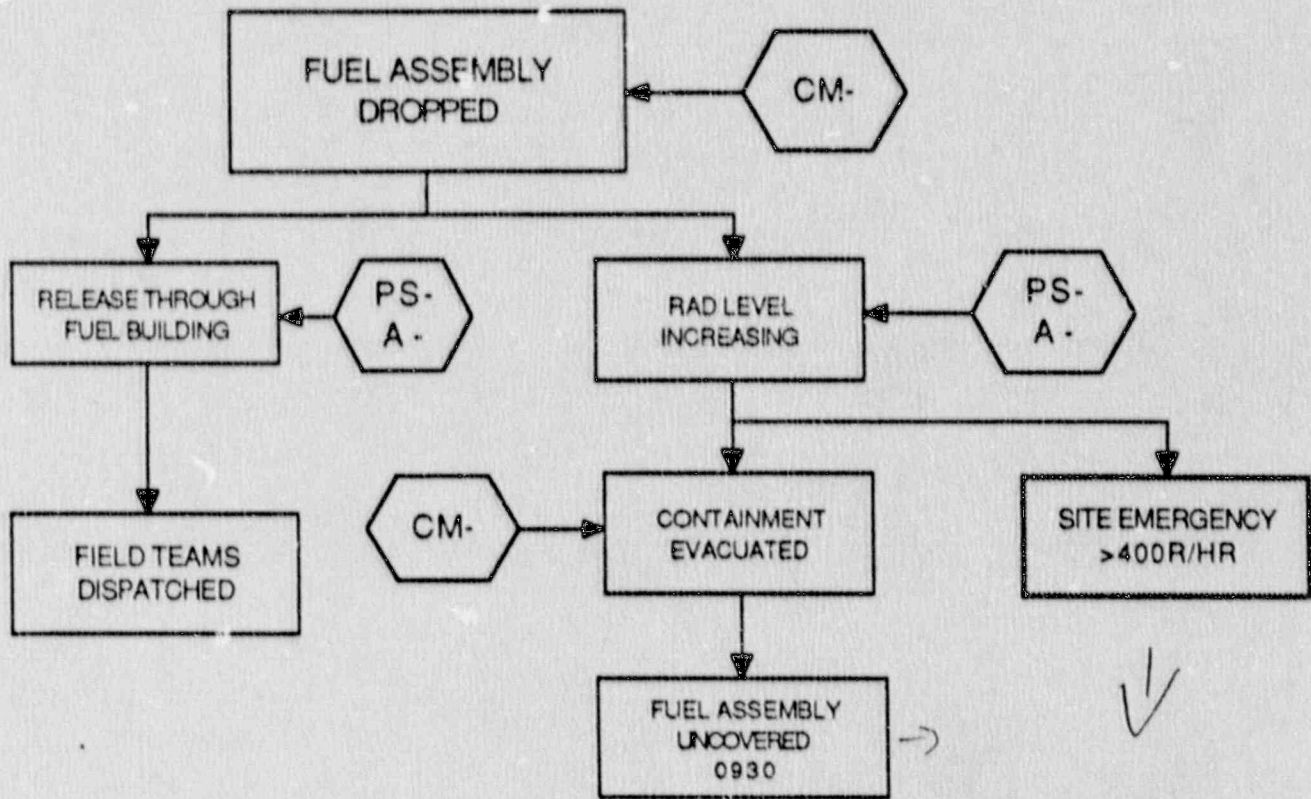 FUEL ASSEMBLY
DROPPED
CM-
RELEASE THROUGH
FUEL BUILDING
PS-
A -
RAD LEVEL
INCREASING
PS-
A -
FIELD TEAMS
DISPATCHED
CM-
CONTAINMENT
EVACUATED
SITE EMERGENCY
>400R/HR
FUEL ASSEMBLY
UNCOVERED
0930